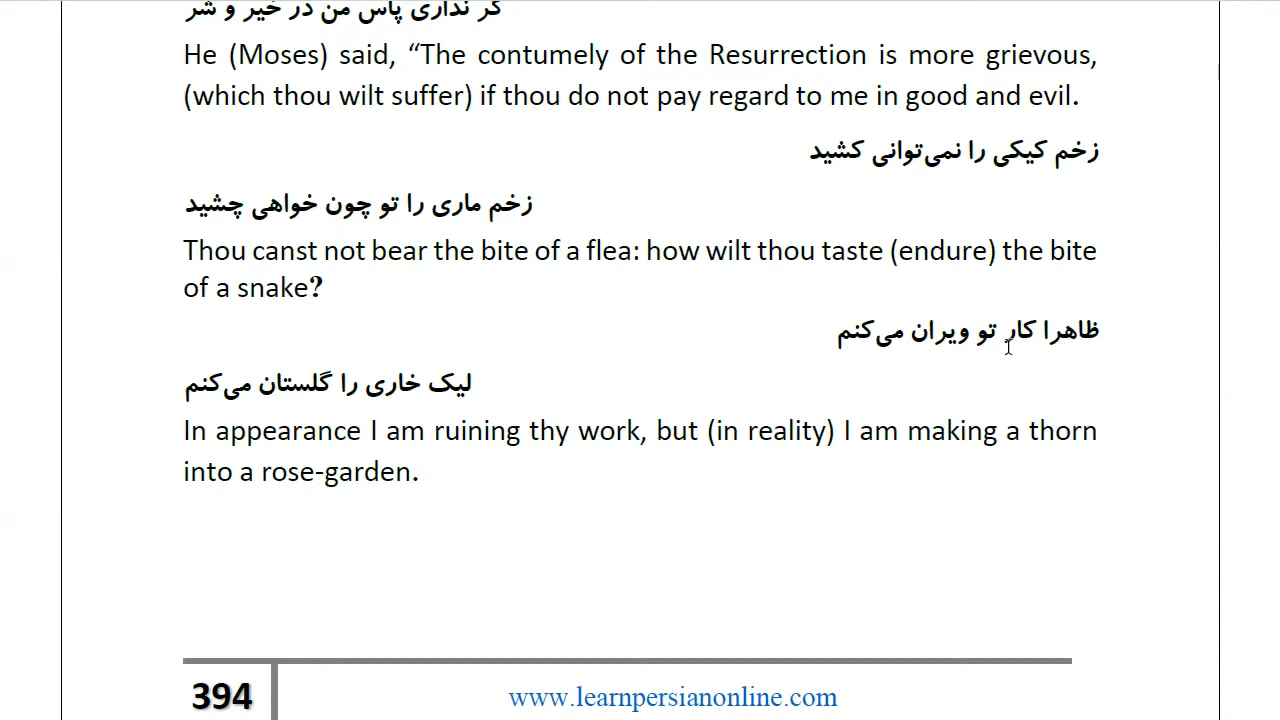 گر نداری پاس من در خیر و شر
He (Moses) said, “The contumely of the Resurrection is more grievous,
(which thou wilt suffer) if thou do not pay regard to me in good and evil.
زخم کیکی را نمی‌توانی کشید
زخم ماری را تو چون خواهی چشید
Thou canst not bear the bite of a flea: how wilt thou taste (endure) the bite
of a snake?
ظاهرا کار تو ویران می‌کنم
لیک خاری را گلستان می‌کنم
In appearance I am ruining thy work, but (in reality) I am making a thorn
into a rose-garden.
394
www.learnpersianonline.com